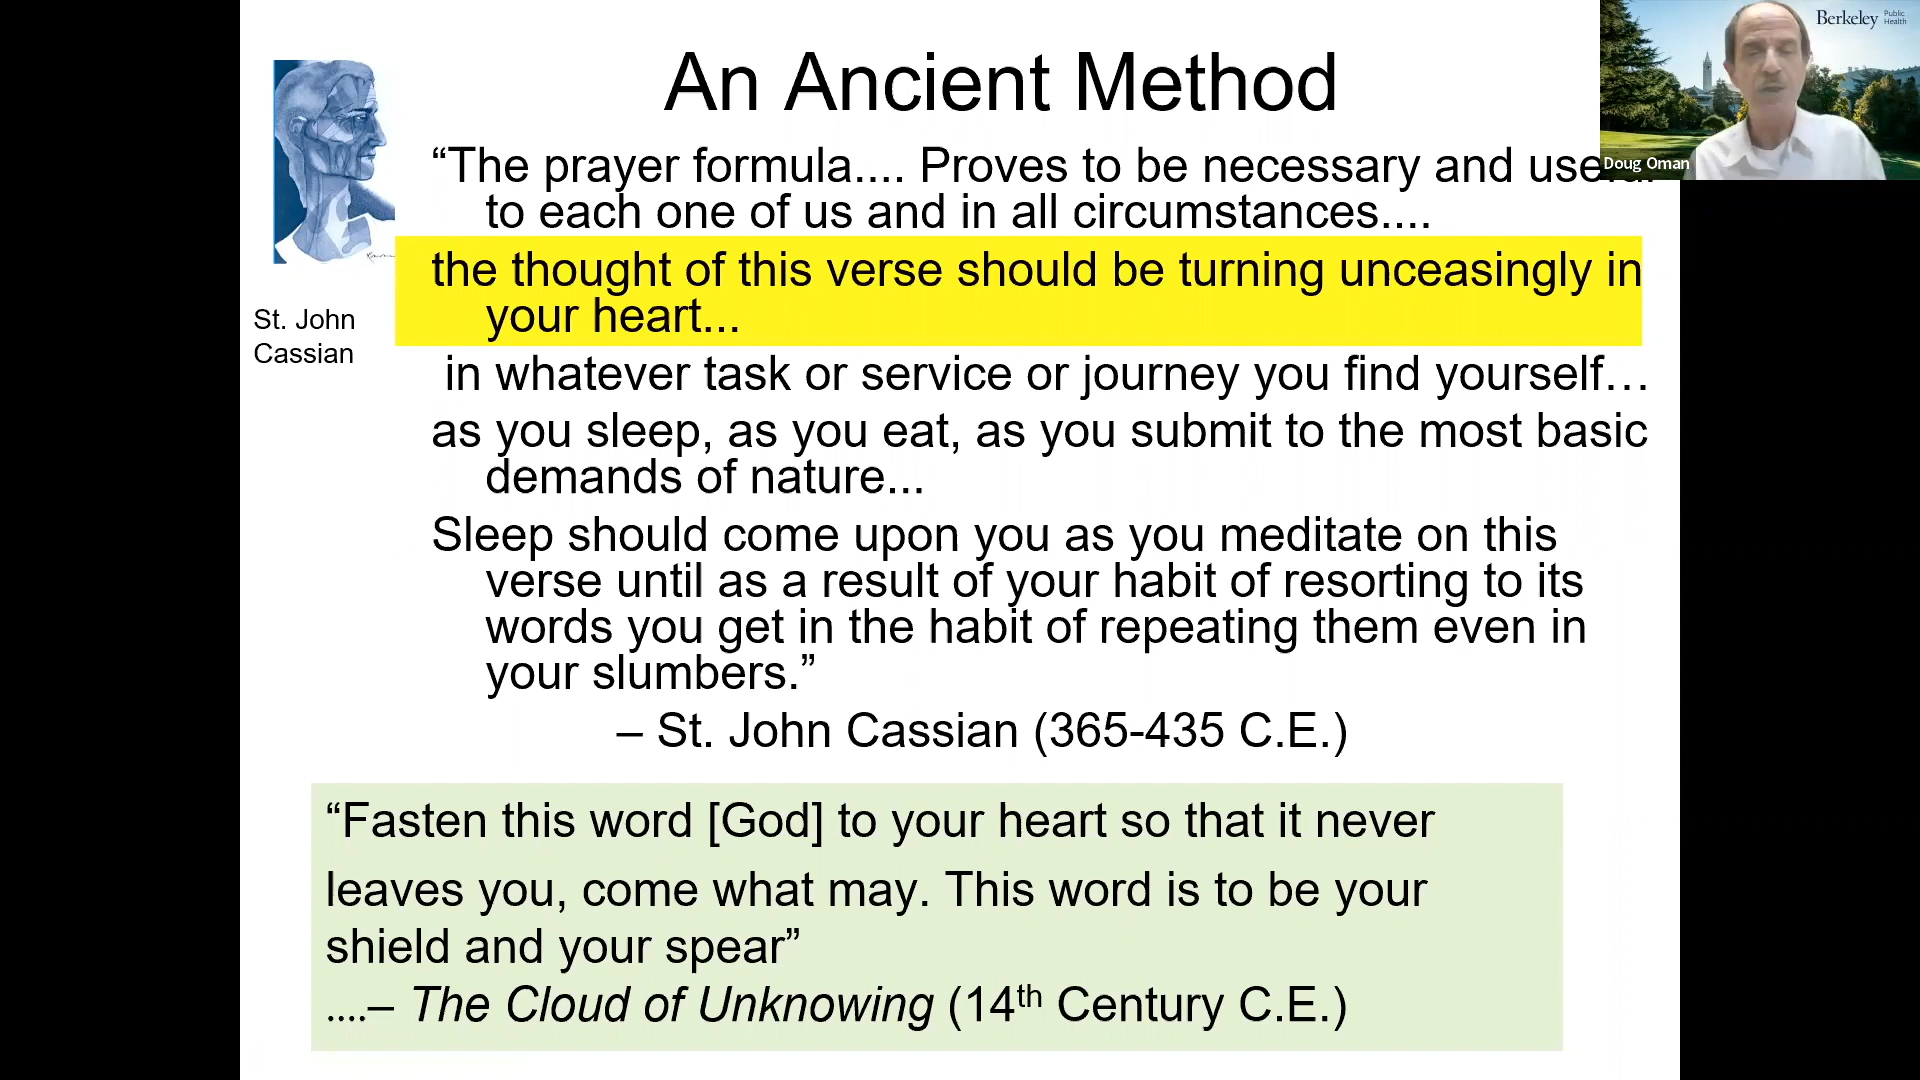 An Ancient Method
Berkeley Public Health
Doug Oman
“The prayer formula.... Proves to be necessary and
to each one of us and in all circumstances....
the thought of this verse should be turning unceasingly in
your heart...
in whatever task or service or journey you find yourself…
as you sleep, as you eat, as you submit to the most basic
demands of nature...
Sleep should come upon you as you meditate on this
verse until as a result of your habit of resorting to its
words you get in the habit of repeating them even in
your slumbers.”
– St. John Cassian (365-435 C.E.)
St. John
Cassian
“Fasten this word [God] to your heart so that it never
leaves you, come what may. This word is to be your
shield and your spear”
....– The Cloud of Unknowing (14th Century C.E.)